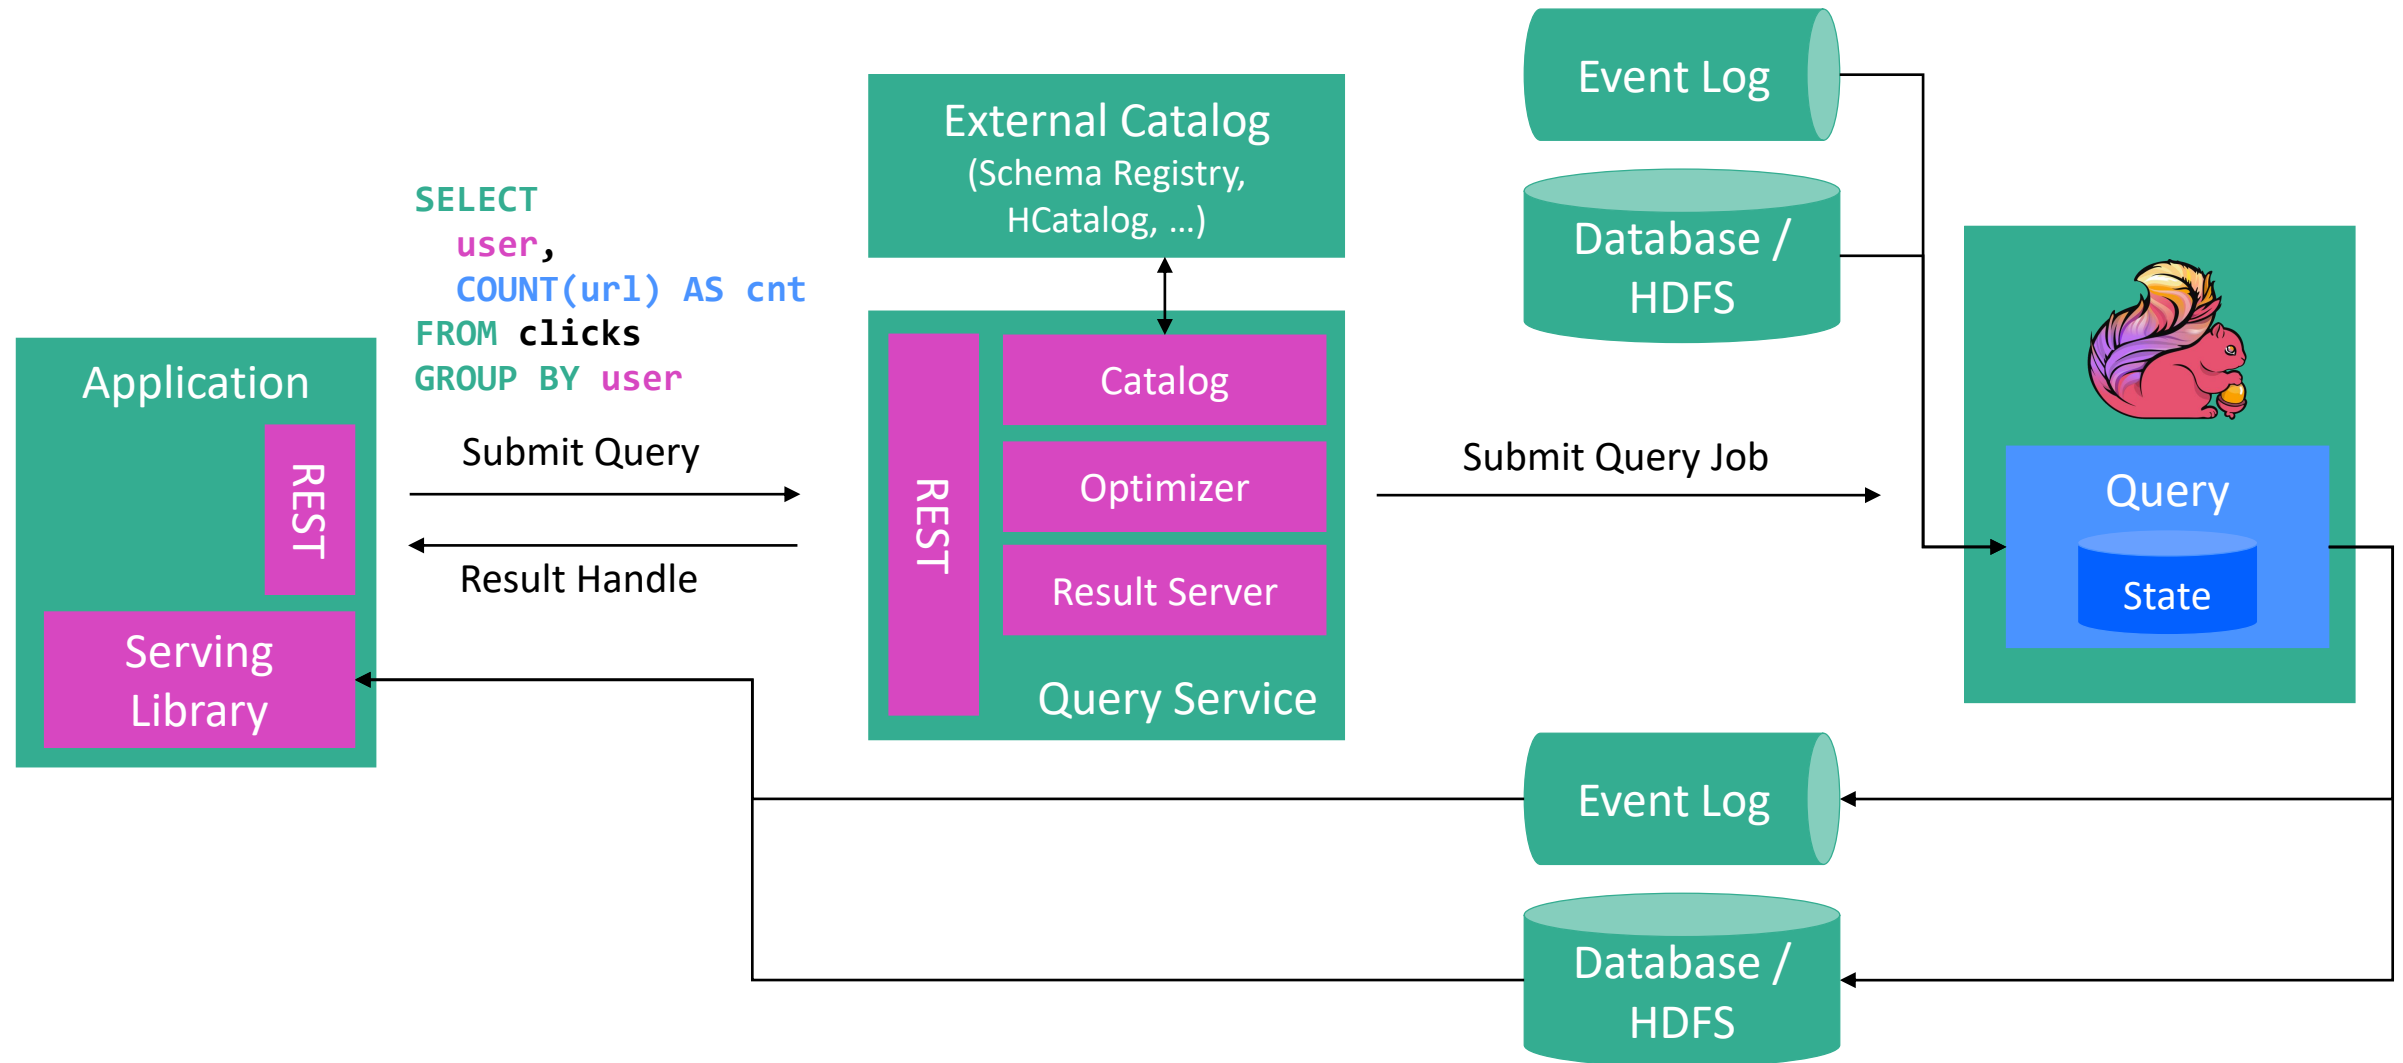 Event Log
External Catalog
(Schema Registry,
HCatalog, ...)
SELECT
user,
COUNT(url) AS cnt
FROM clicks
GROUP BY user
Database /
HDFS
Application
REST
Serving
Library
Submit Query
Result Handle
REST
Catalog
Optimizer
Result Server
Query Service
Submit Query Job
Query
State
Event Log
Database /
HDFS